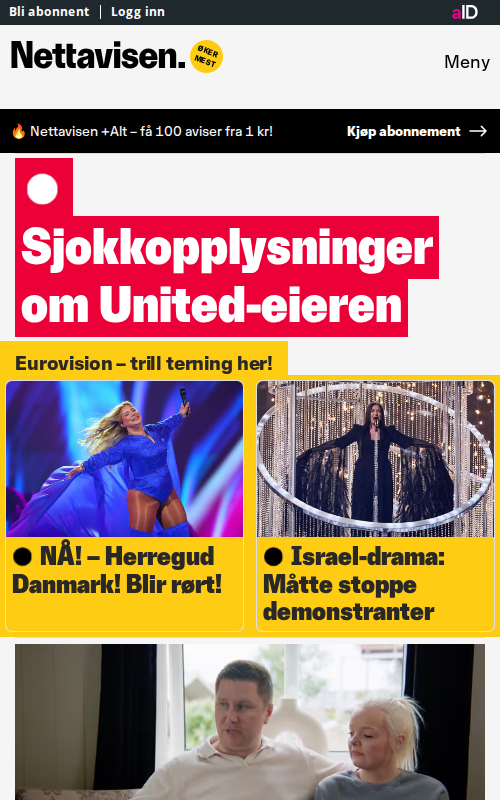 Bli abonnent | Logg inn
aID
Nettavisen.
ØKER
MEST
Meny
🔥 Nettavisen +Alt – få 100 aviser fra 1 kr!
Kjøp abonnement →
Sjokkopplysninger
om United-eieren
Eurovision – trill terning her!
NÅ! – Herregud
Danmark! Blir rørt!
Israel-drama:
Måtte stoppe
demonstranter